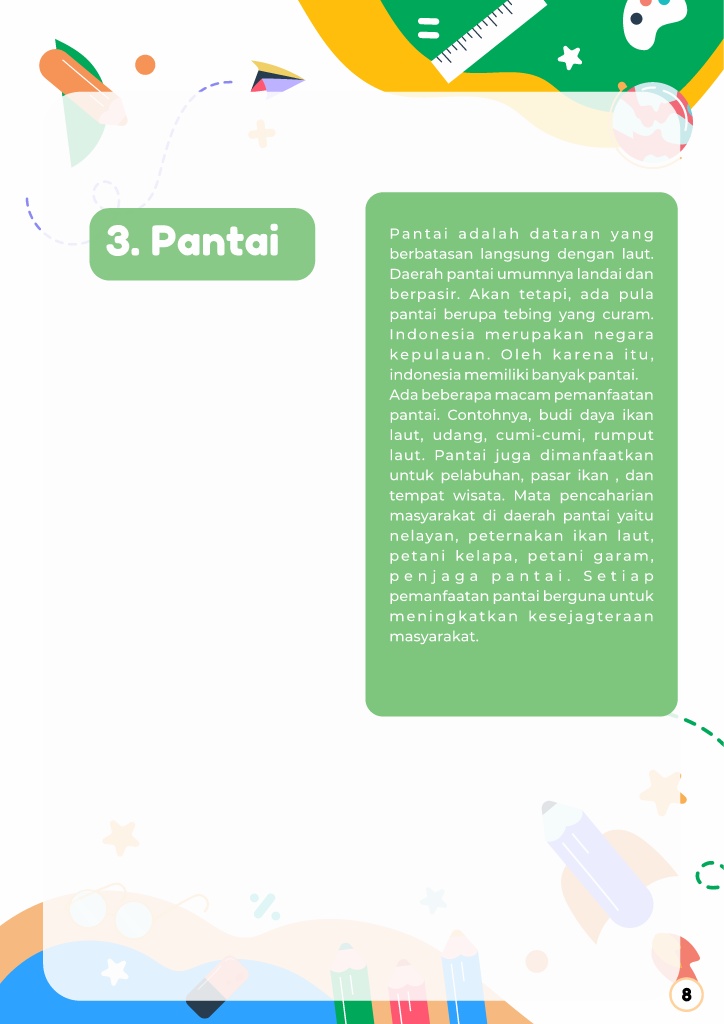 3. Pantai
Pantai adalah dataran yang
berbatasan langsung dengan laut.
Daerah pantai umumnya landai dan
berpasir. Akan tetapi, ada pula
pantai berupa tebing yang curam.
Indonesia merupakan negara
kepulauan. Oleh karena itu,
indonesia memiliki banyak pantai.
Ada beberapa macam pemanfaatan
pantai. Contohnya, budi daya ikan
laut, udang, cumi-cumi, rumput
laut. Pantai juga dimanfaatkan
untuk pelabuhan, pasar ikan , dan
tempat wisata. Mata pencaharian
masyarakat di daerah pantai yaitu
nelayan, peternakan ikan laut,
petani kelapa, petani garam,
penjaga pantai. Setiap
pemanfaatan pantai berguna untuk
meningkatkan kesejagteraan
masyarakat.
8